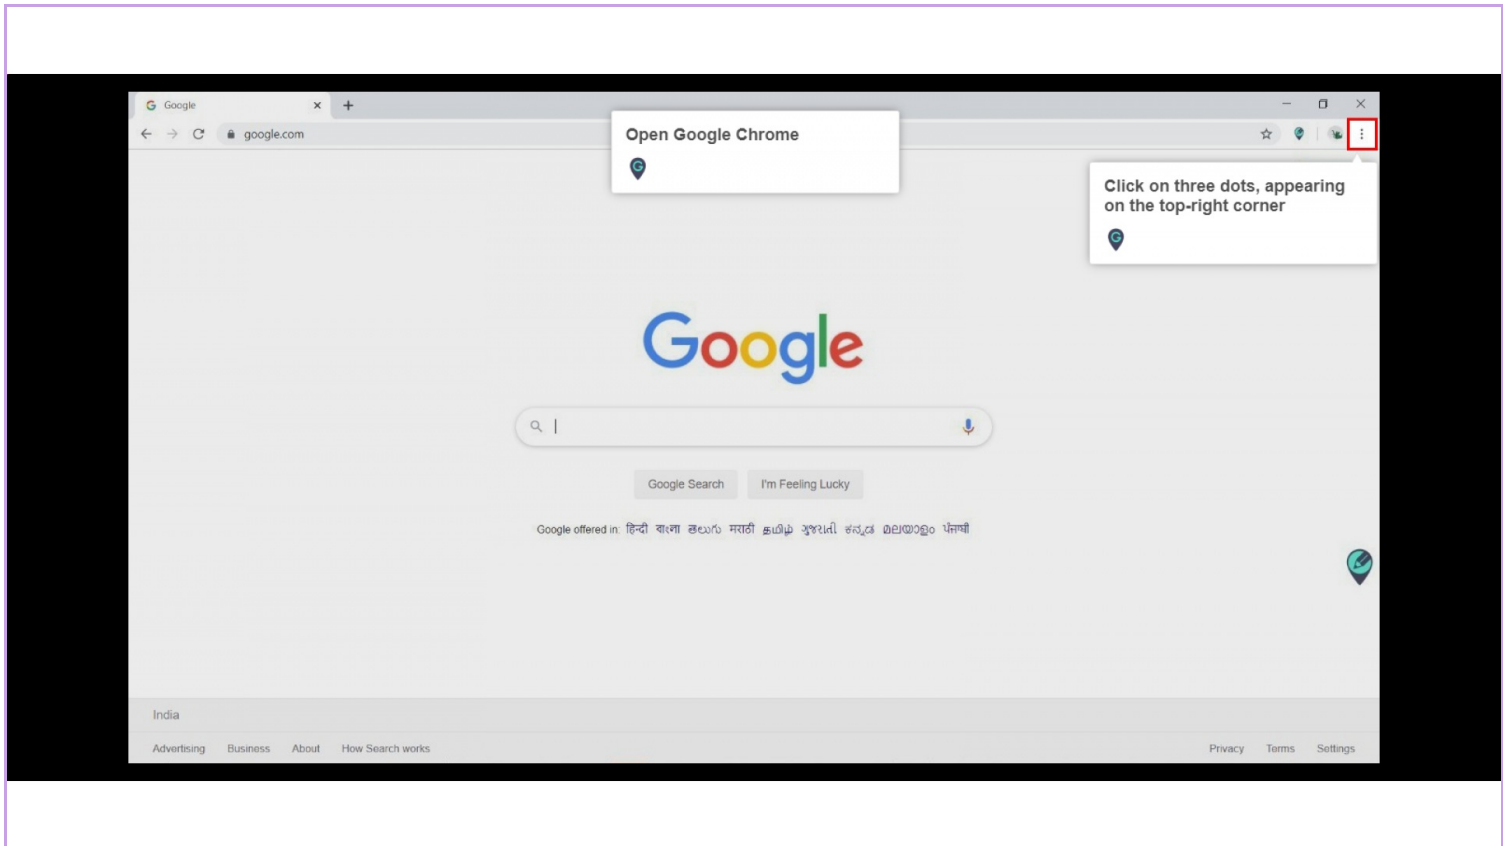 Google
google.com
Open Google Chrome
Click on three dots, appearing
on the top-right corner
Google
Google Search
I'm Feeling Lucky
Google offered in: हिन्दी বাংলা తెలుగు मराठी தமிழ் ગુજરાતી ಕನ್ನಡ മലയാളം ਪੰਜਾਬੀ
India
Advertising Business About How Search works
Privacy Terms Settings